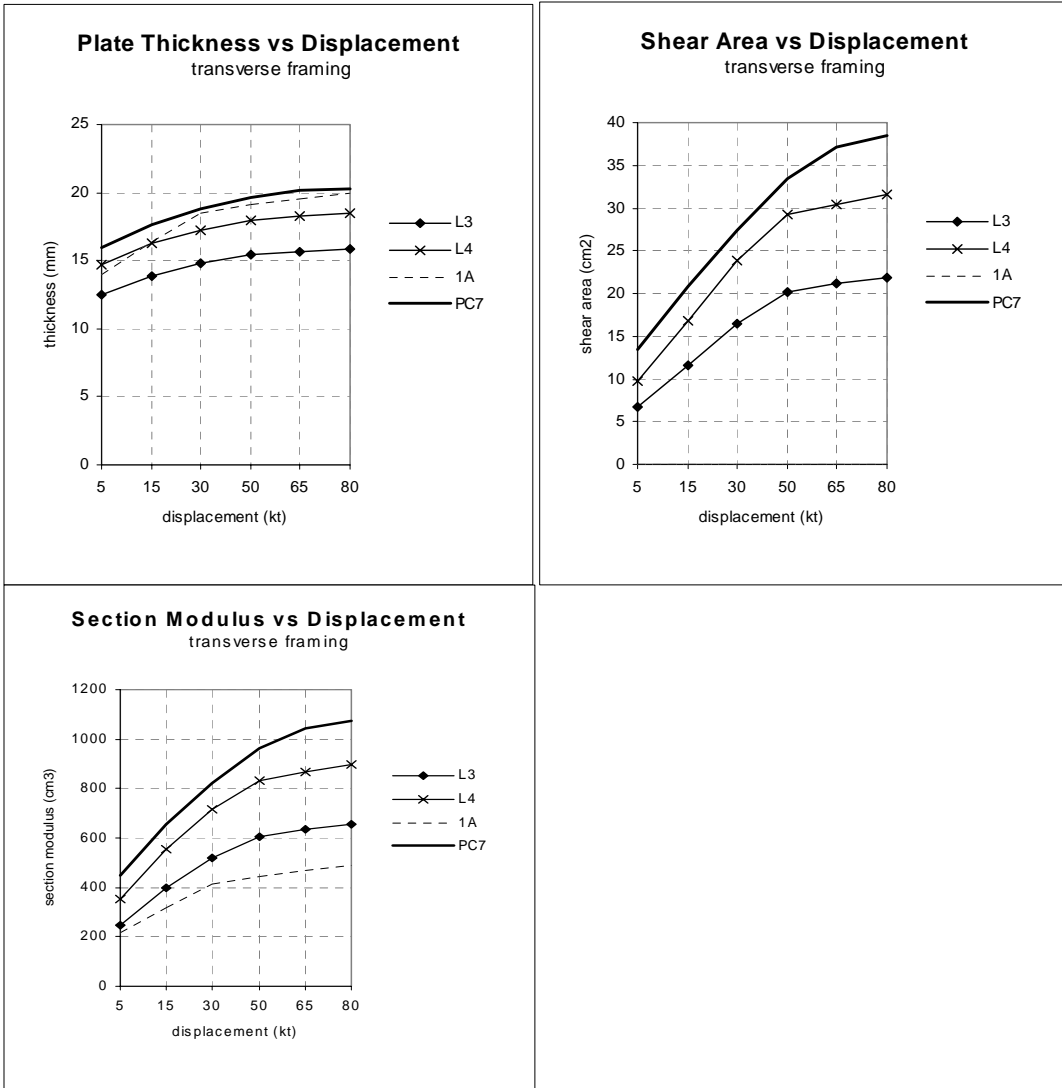 Plate Thickness vs Displacement
transverse framing
25
20
15
10
5
0
thickness (mm)
5 15 30 50 65 80
displacement (kt)
L3
L4
1A
PC7
Shear Area vs Displacement
transverse framing
40
35
30
25
20
15
10
5
0
shear area (cm2)
5 15 30 50 65 80
displacement (kt)
L3
L4
1A
PC7
Section Modulus vs Displacement
transverse framing
1200
1000
800
600
400
200
0
section modulus (cm3)
5 15 30 50 65 80
displacement (kt)
L3
L4
1A
PC7